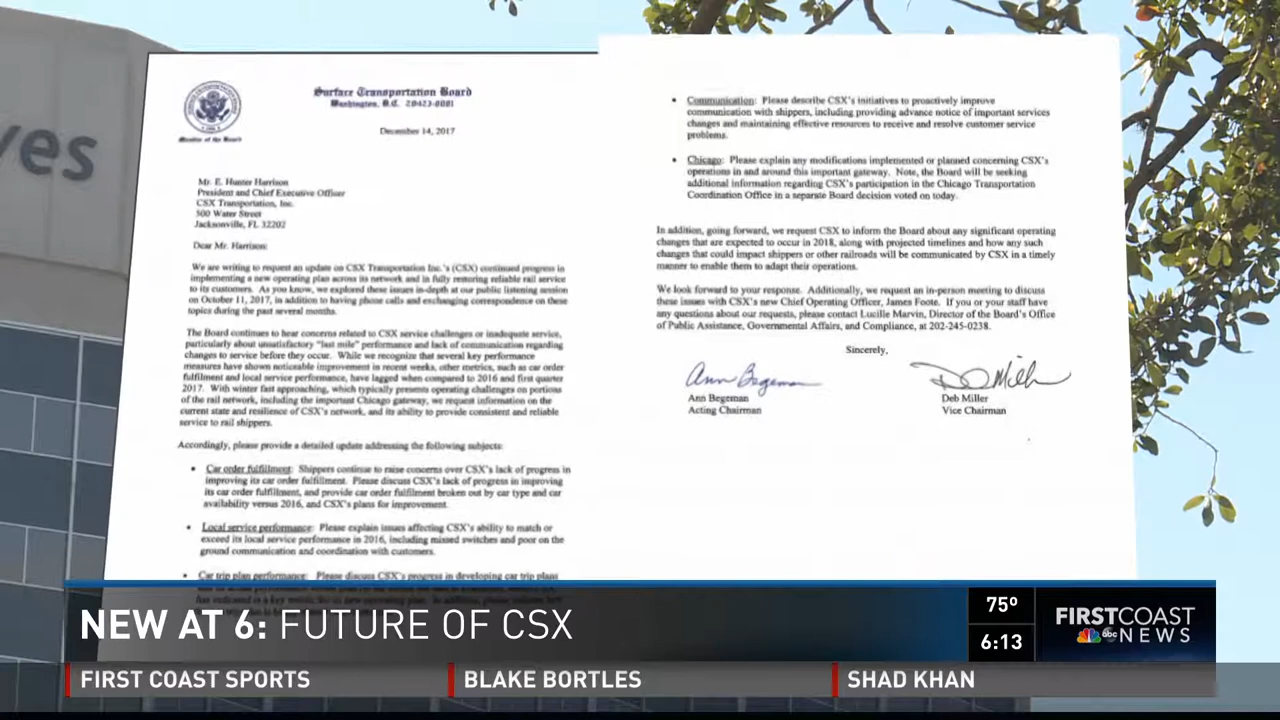 ves
Surface Transportation Board
Washington, D.C. 20423-0001
Member of the Board
December 14, 2017
Mr. E. Hunter Harrison
President and Chief Executive Officer
CSX Transportation, Inc.
500 Water Street
Jacksonville, FL 32202
Dear Mr. Harrison:
We are writing to request an update on CSX Transportation Inc.'s (CSX) continued progress in
implementing a new operating plan across its network and in fully restoring reliable rail service
to its customers. As you know, we explored these issues in-depth at our public listening session
on October 11, 2017, in addition to having phone calls and exchanging correspondence on these
topics during the past several months.
The Board continues to hear concerns related to CSX service challenges or inadequate service,
particularly about unsatisfactory "last mile" performance and lack of communication regarding
changes to service before they occur. While we recognize that several key performance
measures have shown noticeable improvement in recent weeks, other metrics, such as car order
fulfillment and local service performance, have lagged when compared to 2016 and first quarter
2017. With winter fast approaching, which typically presents operating challenges on portions
of the rail network, including the important Chicago gateway, we request information on the
current state and resilience of CSX's network, and its ability to provide consistent and reliable
service to rail shippers.
Accordingly, please provide a detailed update addressing the following subjects:
• Car order fulfillment: Shippers continue to raise concerns over CSX's lack of progress in
improving its car order fulfillment. Please discuss CSX's lack of progress in improving
its car order fulfillment, and provide car order fulfillment broken out by car type and car
availability versus 2016, and CSX's plans for improvement.
• Local service performance: Please explain issues affecting CSX's ability to match or
exceed its local service performance in 2016, including missed switches and poor on the
ground communication and coordination with customers.
• Car trip plan performance: Please discuss CSX's progress in developing car trip plans
• Communication: Please describe CSX's initiatives to proactively improve
communication with shippers, including providing advance notice of important services
changes and maintaining effective resources to receive and resolve customer service
problems.
• Chicago: Please explain any modifications implemented or planned concerning CSX's
operations in and around this important gateway. Note, the Board will be seeking
additional information regarding CSX's participation in the Chicago Transportation
Coordination Office in a separate Board decision voted on today.
In addition, going forward, we request CSX to inform the Board about any significant operating
changes that are expected to occur in 2018, along with projected timelines and how any such
changes that could impact shippers or other railroads will be communicated by CSX in a timely
manner to enable them to adapt their operations.
We look forward to your response. Additionally, we request an in-person meeting to discuss
these issues with CSX's new Chief Operating Officer, James Foote. If you or your staff have
any questions about our requests, please contact Lucille Marvin, Director of the Board's Office
of Public Assistance, Governmental Affairs, and Compliance, at 202-245-0238.
Sincerely,
Ann Begeman
Deb Miller
Ann Begeman
Acting Chairman
Deb Miller
Vice Chairman
NEW AT 6: FUTURE OF CSX
75°
6:13
FIRST COAST
abc NEWS
FIRST COAST SPORTS
BLAKE BORTLES
SHAD KHAN